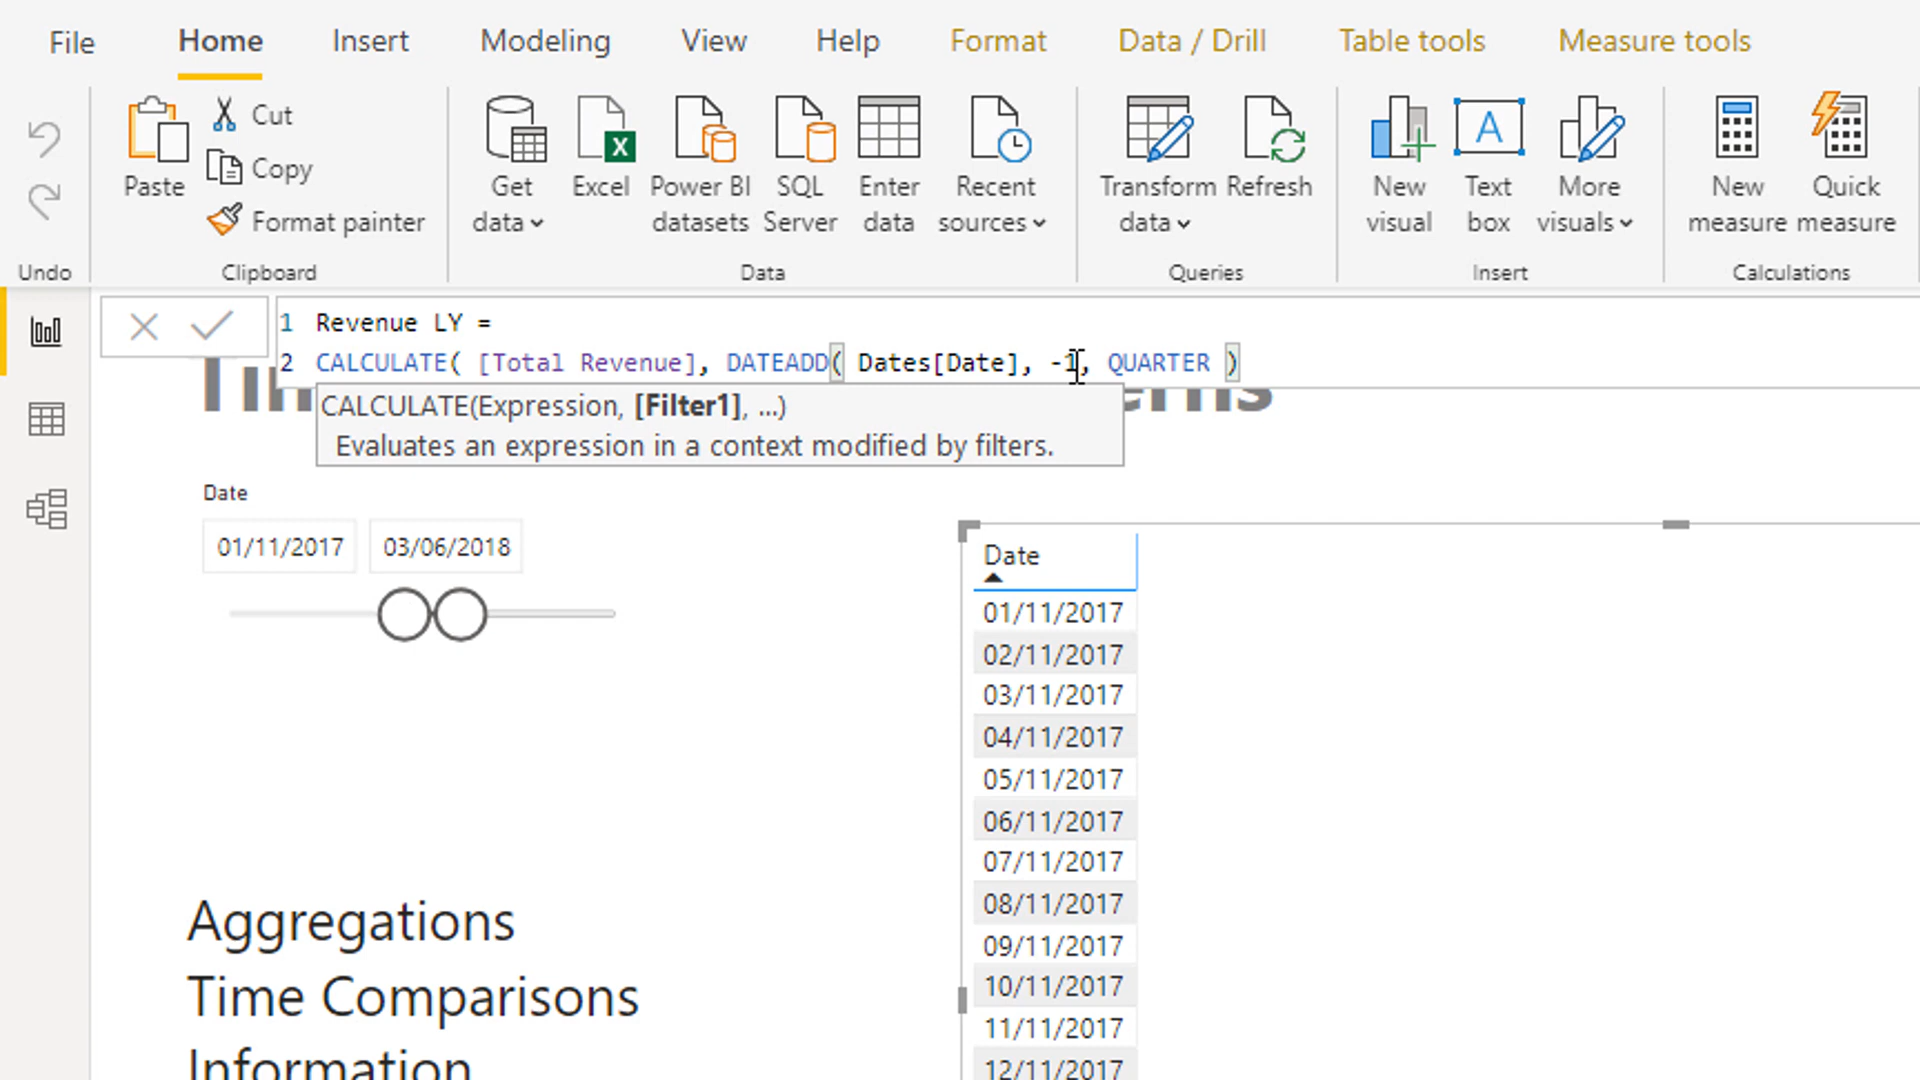 File Home Insert Modeling View Help Format Data / Drill Table tools Measure tools
Cut
Copy
Format painter
Paste
Get data
Excel
Power BI datasets
SQL Server
Enter data
Recent sources
Transform data
Refresh
New visual
Text box
More visuals
New measure
Quick measure
Undo
Clipboard
Data
Queries
Insert
Calculations
1 Revenue LY =
2 CALCULATE( [Total Revenue], DATEADD( Dates[Date], -1, QUARTER )
CALCULATE(Expression, [Filter1], ...)
Evaluates an expression in a context modified by filters.
Date
01/11/2017 03/06/2018
Date
01/11/2017
02/11/2017
03/11/2017
04/11/2017
05/11/2017
06/11/2017
07/11/2017
08/11/2017
09/11/2017
10/11/2017
11/11/2017
12/11/2017
Aggregations
Time Comparisons
Information